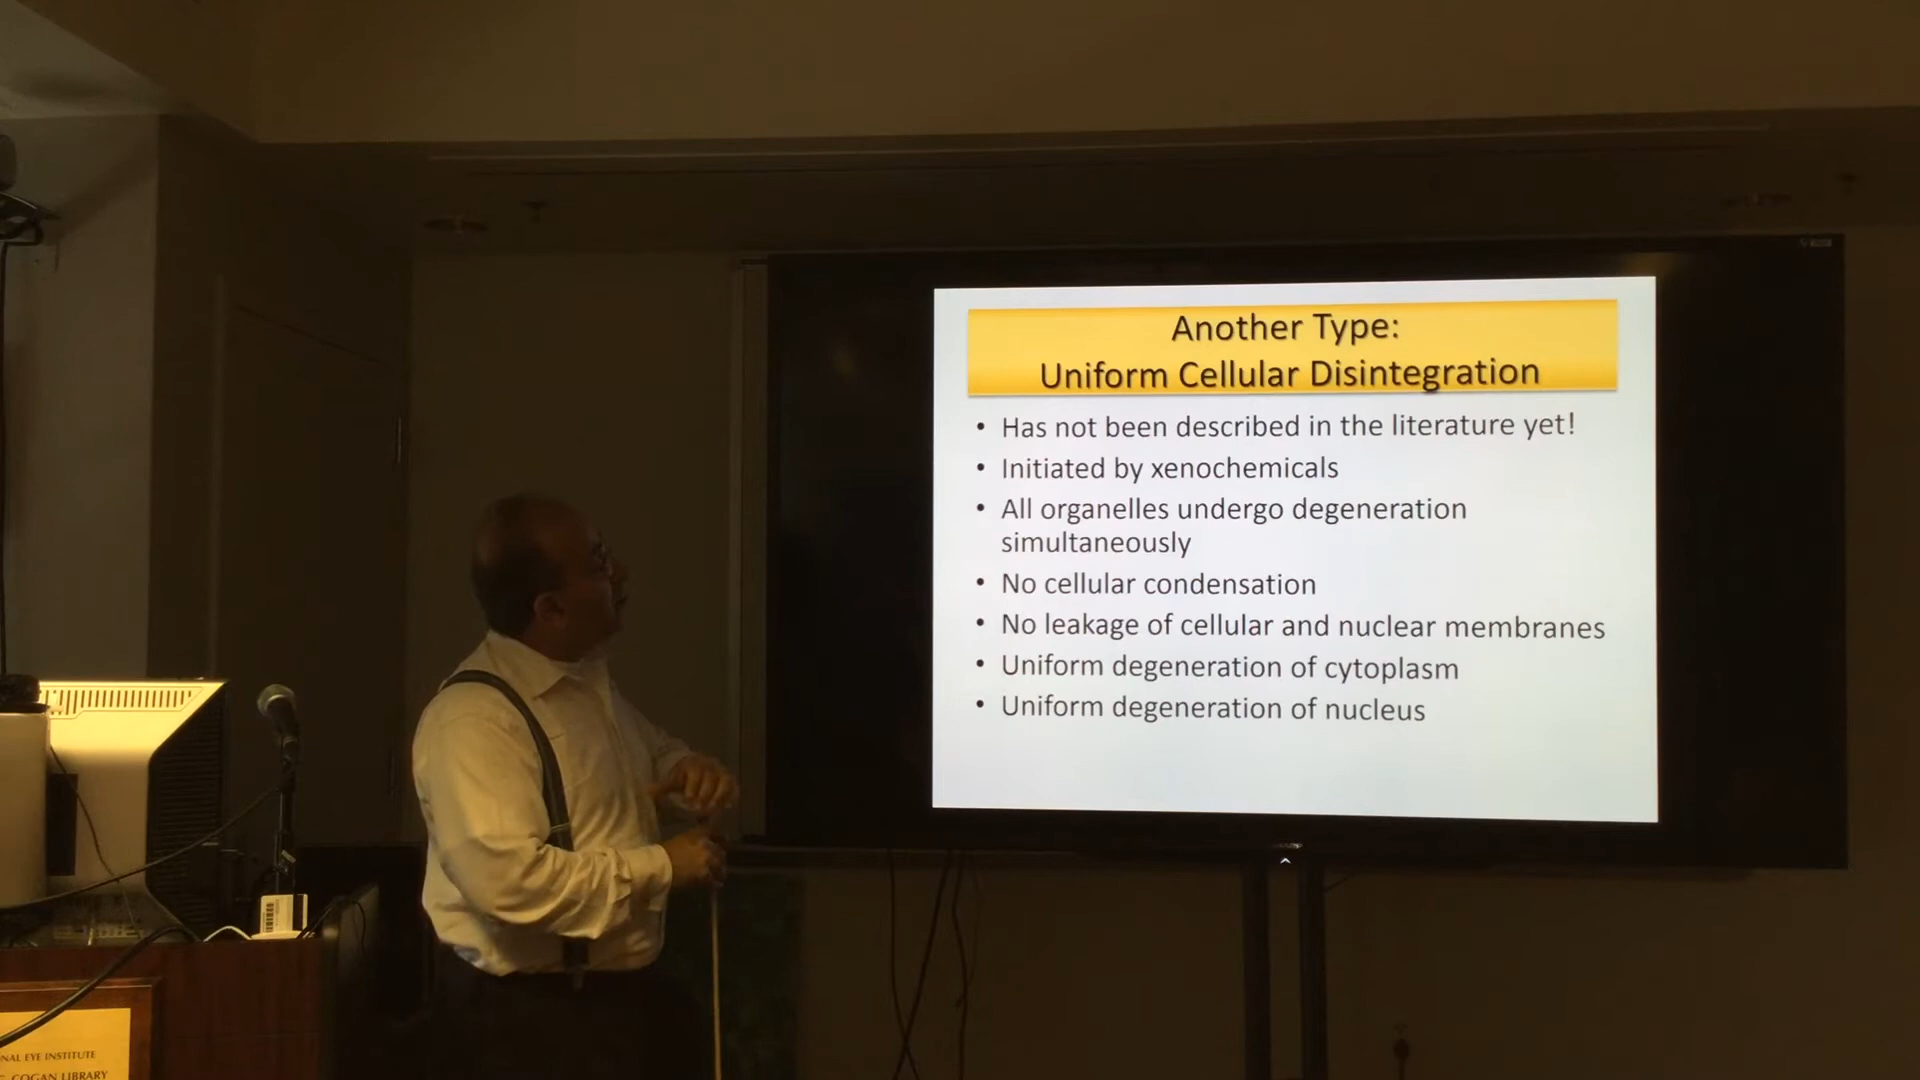 Another Type:
Uniform Cellular Disintegration
• Has not been described in the literature yet!
• Initiated by xenochemicals
• All organelles undergo degeneration
simultaneously
• No cellular condensation
• No leakage of cellular and nuclear membranes
• Uniform degeneration of cytoplasm
• Uniform degeneration of nucleus
NAL EYE INSTITUTE
COGAN LIBRARY